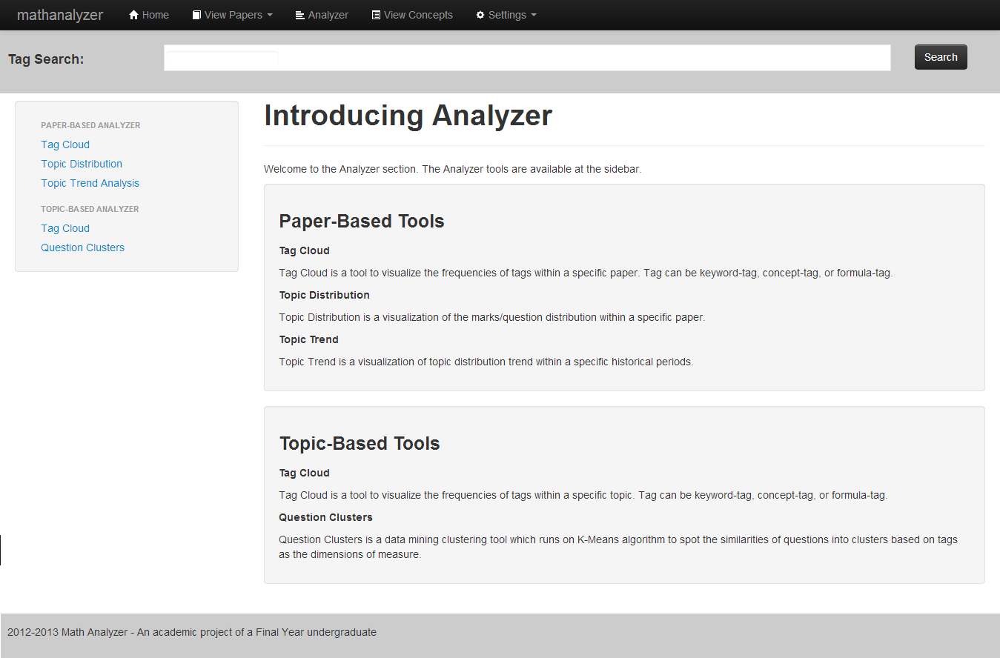 mathanalyzer Home View Papers Analyzer View Concepts Settings
Tag Search: Search
PAPER-BASED ANALYZER
Tag Cloud
Topic Distribution
Topic Trend Analysis
TOPIC-BASED ANALYZER
Tag Cloud
Question Clusters
Introducing Analyzer
Welcome to the Analyzer section. The Analyzer tools are available at the sidebar.
Paper-Based Tools
Tag Cloud
Tag Cloud is a tool to visualize the frequencies of tags within a specific paper. Tag can be keyword-tag, concept-tag, or formula-tag.
Topic Distribution
Topic Distribution is a visualization of the marks/question distribution within a specific paper.
Topic Trend
Topic Trend is a visualization of topic distribution trend within a specific historical periods.
Topic-Based Tools
Tag Cloud
Tag Cloud is a tool to visualize the frequencies of tags within a specific topic. Tag can be keyword-tag, concept-tag, or formula-tag.
Question Clusters
Question Clusters is a data mining clustering tool which runs on K-Means algorithm to spot the similarities of questions into clusters based on tags
as the dimensions of measure.
2012-2013 Math Analyzer - An academic project of a Final Year undergraduate